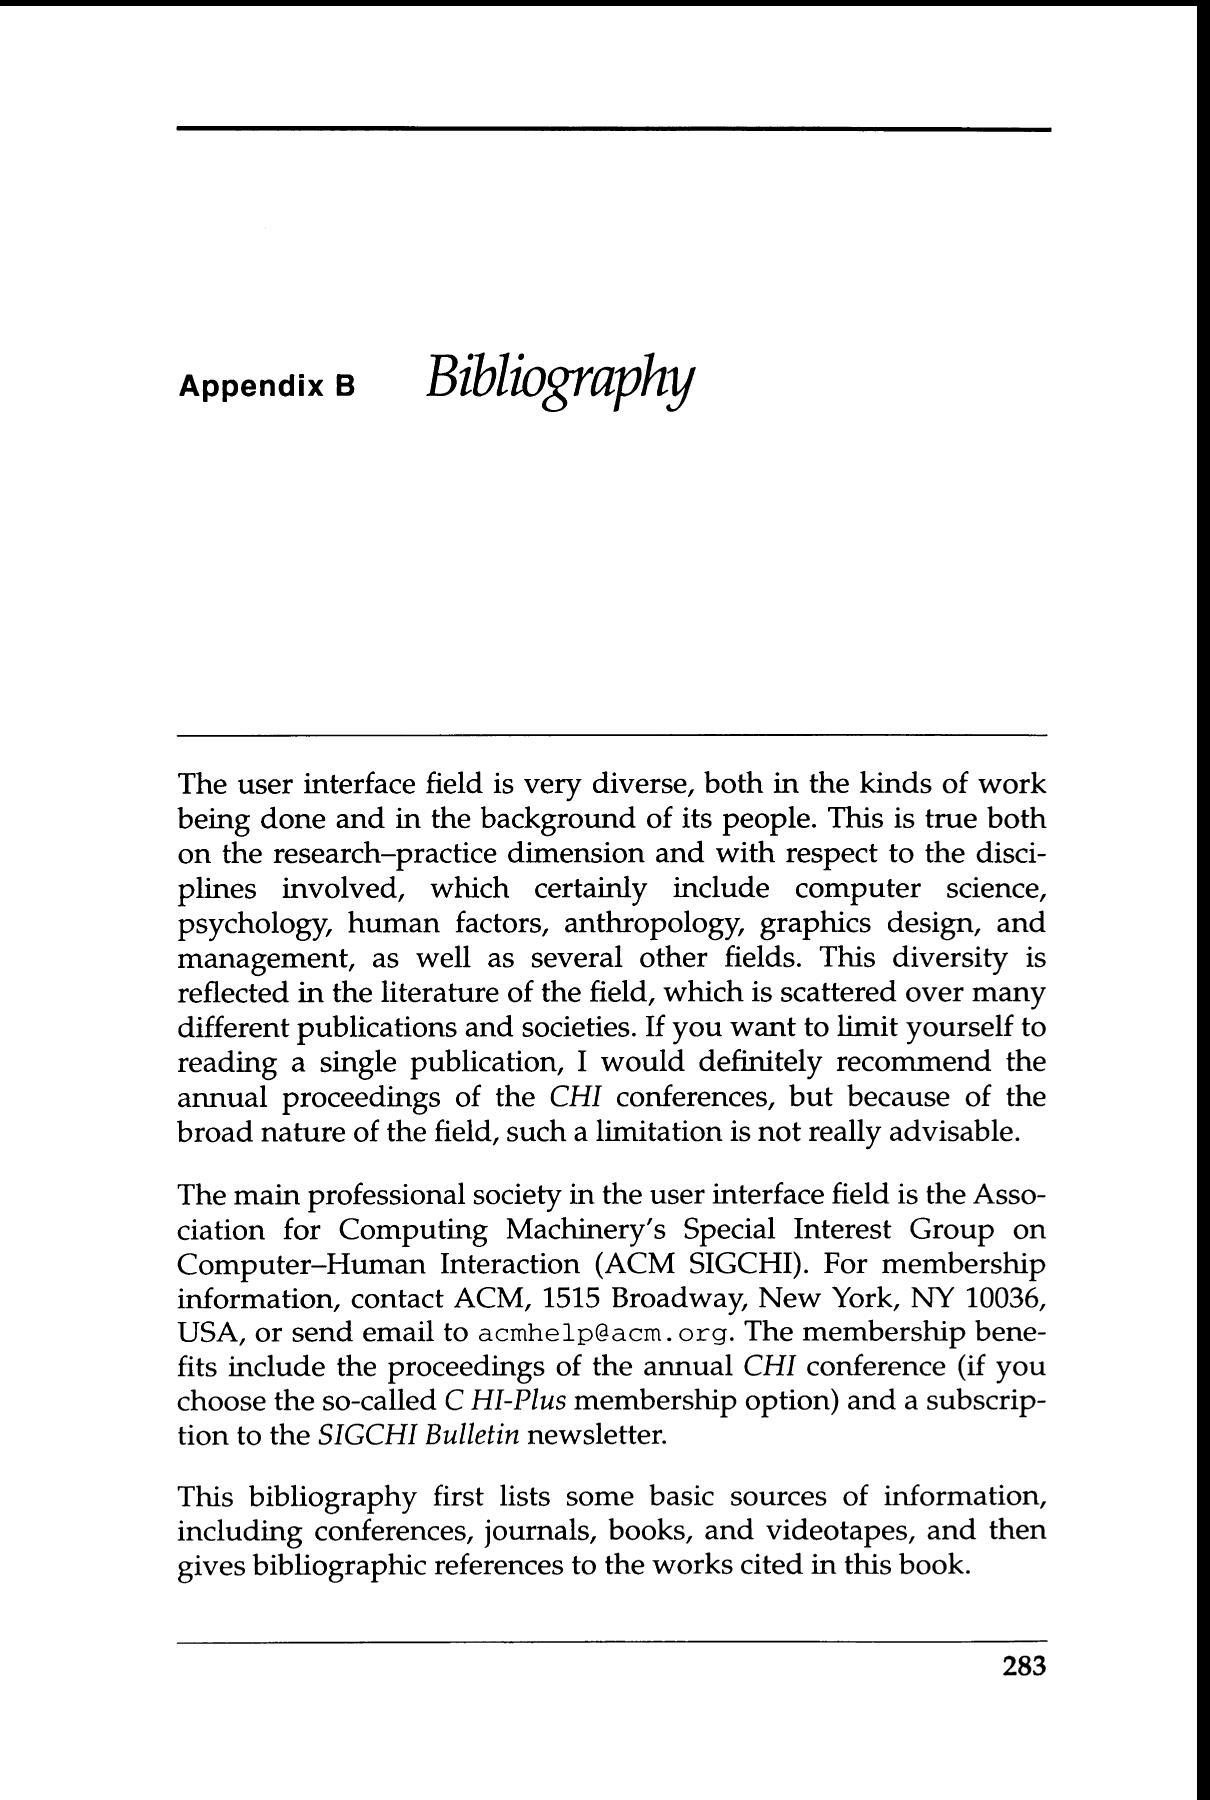 Appendix B Bibliography
The user interface field is very diverse, both in the kinds of work
being done and in the background of its people. This is true both
on the research–practice dimension and with respect to the disci-
plines involved, which certainly include computer science,
psychology, human factors, anthropology, graphics design, and
management, as well as several other fields. This diversity is
reflected in the literature of the field, which is scattered over many
different publications and societies. If you want to limit yourself to
reading a single publication, I would definitely recommend the
annual proceedings of the CHI conferences, but because of the
broad nature of the field, such a limitation is not really advisable.
The main professional society in the user interface field is the Asso-
ciation for Computing Machinery's Special Interest Group on
Computer–Human Interaction (ACM SIGCHI). For membership
information, contact ACM, 1515 Broadway, New York, NY 10036,
USA, or send email to acmhelp@acm.org. The membership bene-
fits include the proceedings of the annual CHI conference (if you
choose the so-called C HI-Plus membership option) and a subscrip-
tion to the SIGCHI Bulletin newsletter.
This bibliography first lists some basic sources of information,
including conferences, journals, books, and videotapes, and then
gives bibliographic references to the works cited in this book.
283